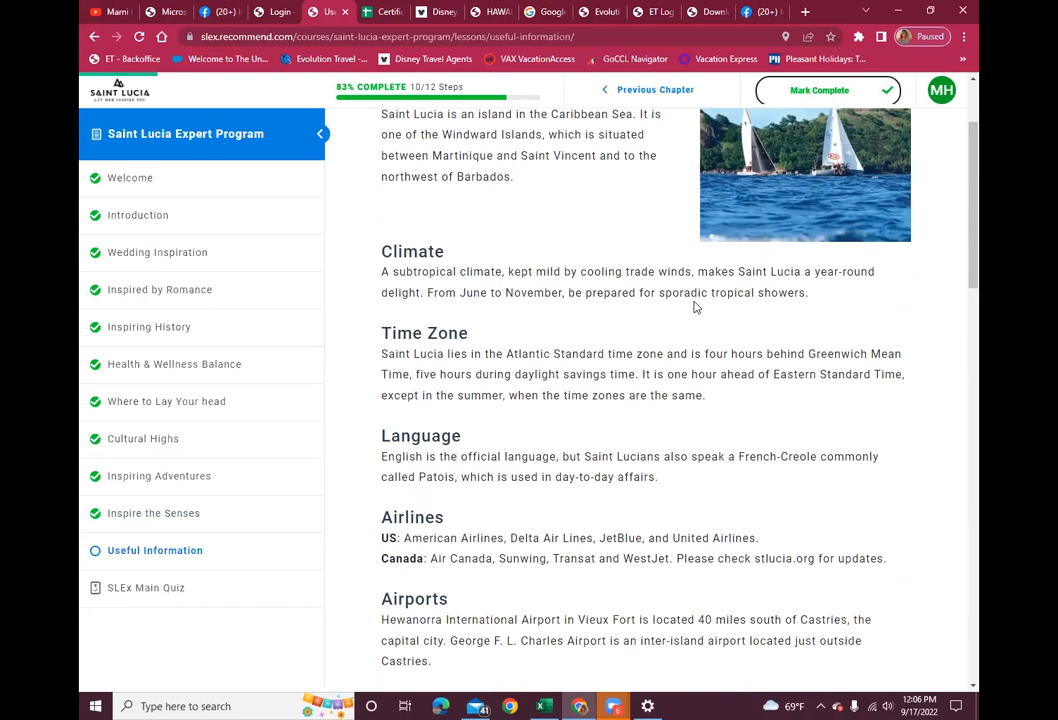 Marni
Micros
(20+)
Login -
Us
Certific
Disney
HAWAI
Google
Evoluti
ET Log
Downl
(20+)
slex.recommend.com/courses/saint-lucia-expert-program/lessons/useful-information/
Paused
ET - Backoffice
Welcome to The Un...
Evolution Travel -...
Disney Travel Agents
VAX VacationAccess
GoCCL Navigator
Vacation Express
Pleasant Holidays: T...
SAINT LUCIA
LET HER INSPIRE YOU
83% COMPLETE 10/12 Steps
Previous Chapter
Mark Complete
MH
Saint Lucia Expert Program
Welcome
Introduction
Wedding Inspiration
Inspired by Romance
Inspiring History
Health & Wellness Balance
Where to Lay Your head
Cultural Highs
Inspiring Adventures
Inspire the Senses
Useful Information
SLEx Main Quiz
Saint Lucia is an island in the Caribbean Sea. It is
one of the Windward Islands, which is situated
between Martinique and Saint Vincent and to the
northwest of Barbados.
Climate
A subtropical climate, kept mild by cooling trade winds, makes Saint Lucia a year-round
delight. From June to November, be prepared for sporadic tropical showers.
Time Zone
Saint Lucia lies in the Atlantic Standard time zone and is four hours behind Greenwich Mean
Time, five hours during daylight savings time. It is one hour ahead of Eastern Standard Time,
except in the summer, when the time zones are the same.
Language
English is the official language, but Saint Lucians also speak a French-Creole commonly
called Patois, which is used in day-to-day affairs.
Airlines
US: American Airlines, Delta Air Lines, JetBlue, and United Airlines.
Canada: Air Canada, Sunwing, Transat and WestJet. Please check stlucia.org for updates.
Airports
Hewanorra International Airport in Vieux Fort is located 40 miles south of Castries, the
capital city. George F. L. Charles Airport is an inter-island airport located just outside
Castries.
Type here to search
41
6
69°F
12:06 PM
9/17/2022